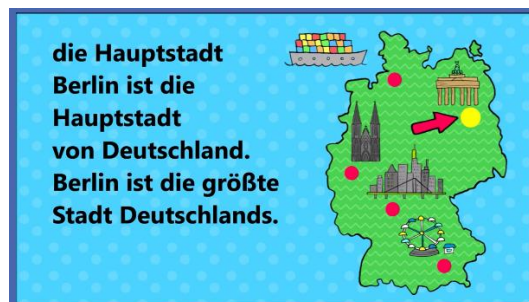 die Hauptstadt
Berlin ist die
Hauptstadt
von Deutschland.
Berlin ist die größte
Stadt Deutschlands.